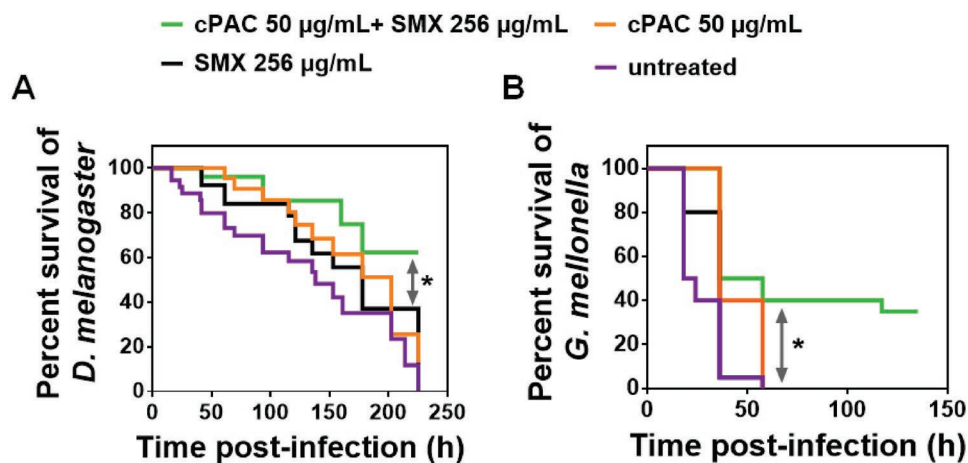 cPAC 50 µg/mL+ SMX 256 µg/mL
cPAC 50 µg/mL
SMX 256 µg/mL
untreated
A
Percent survival of
D. melanogaster
100
80
60
40
20
0
*
0 50 100 150 200 250
Time post-infection (h)
B
Percent survival of
G. mellonella
100
80
60
40
20
0
*
0 50 100 150
Time post-infection (h)